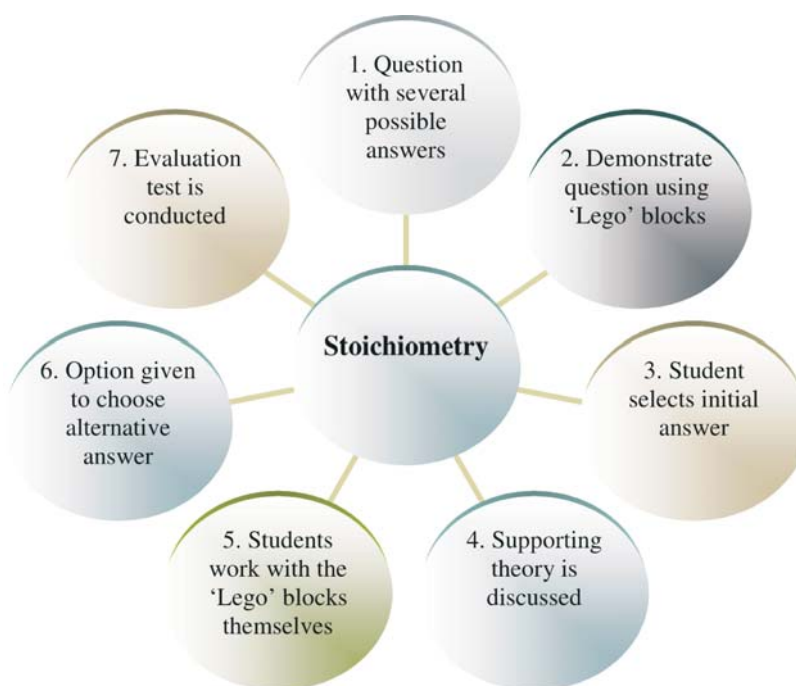 1. Question
with several
possible
answers
2. Demonstrate
question using
‘Lego’ blocks
3. Student
selects initial
answer
4. Supporting
theory is
discussed
5. Students
work with the
‘Lego’ blocks
themselves
6. Option given
to choose
alternative
answer
7. Evaluation
test is
conducted
Stoichiometry